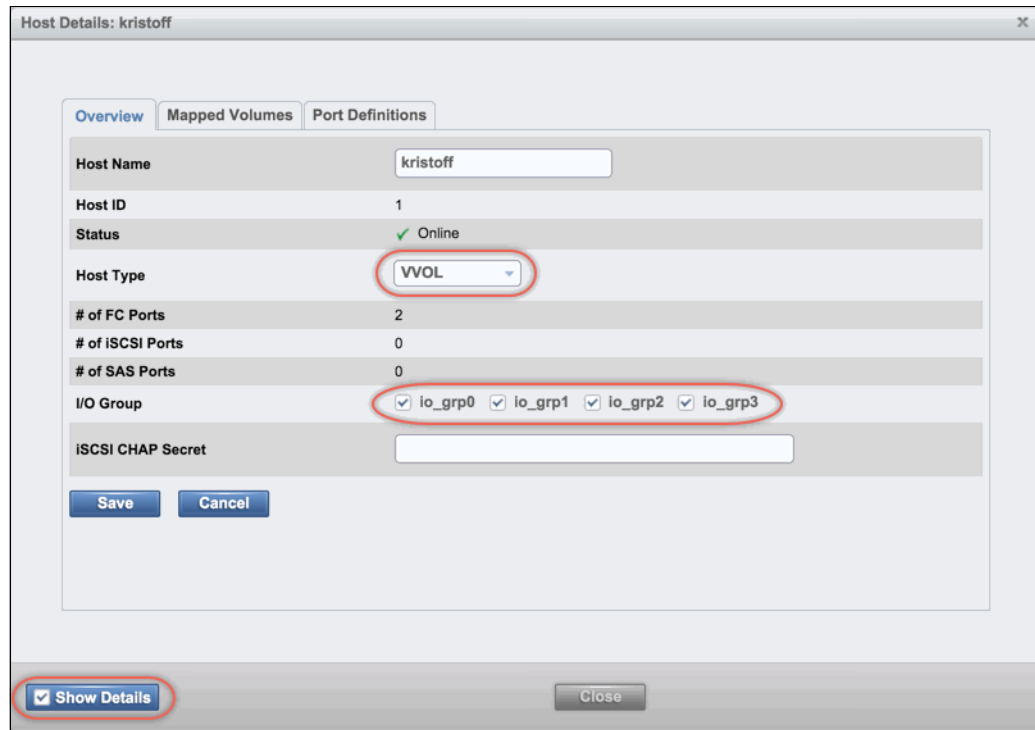 Host Details: kristoff
Overview Mapped Volumes Port Definitions
Host Name kristoff
Host ID 1
Status Online
Host Type VVOL
# of FC Ports 2
# of iSCSI Ports 0
# of SAS Ports 0
I/O Group io_grp0 io_grp1 io_grp2 io_grp3
iSCSI CHAP Secret
Save Cancel
Show Details Close